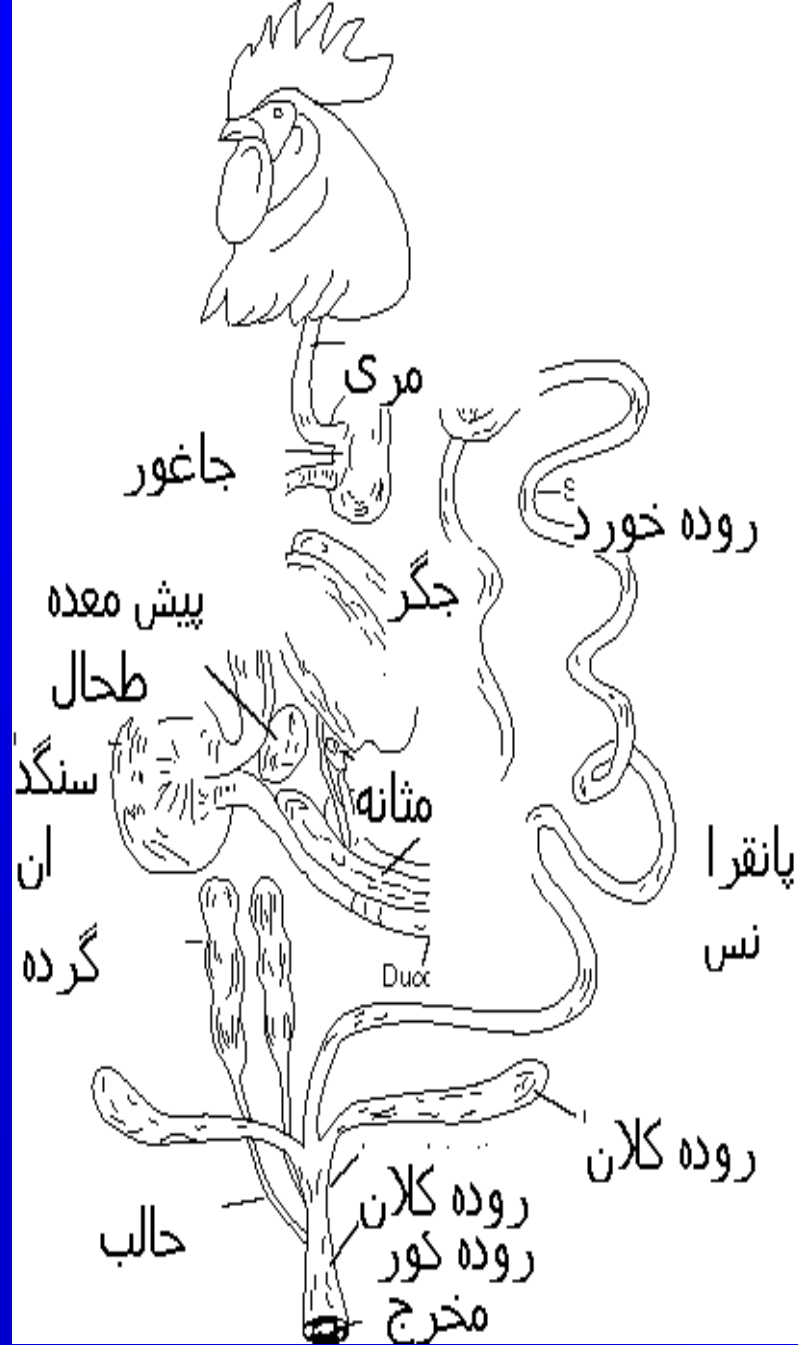 مری
جاغور
روده خورد
جگر
پیش معده
طحال
سنگد
ان
مثانه
پانقرا
نس
گرده
Duoc
روده کلان
روده کلان
حالب
روده کور
مخرج